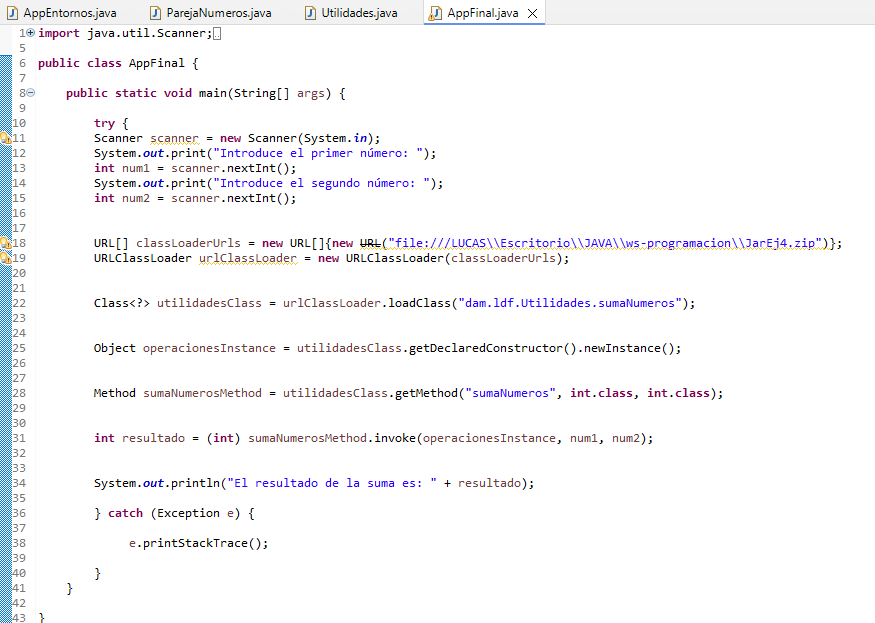 AppEntornos.java ParejaNumeros.java Utilidades.java AppFinal.java
1 import java.util.Scanner;
5
6 public class AppFinal {
7
8 public static void main(String[] args) {
9
10 try {
11 Scanner scanner = new Scanner(System.in);
12 System.out.print("Introduce el primer número: ");
13 int num1 = scanner.nextInt();
14 System.out.print("Introduce el segundo número: ");
15 int num2 = scanner.nextInt();
16
17
18 URL[] classLoaderUrls = new URL[]{new URL("file:///LUCAS\\Escritorio\\JAVA\\ws-programacion\\JarEj4.zip")};
19 URLClassLoader urlClassLoader = new URLClassLoader(classLoaderUrls);
20
21
22 Class<?> utilidadesClass = urlClassLoader.loadClass("dam.ldf.Utilidades.sumaNumeros");
23
24
25 Object operacionesInstance = utilidadesClass.getDeclaredConstructor().newInstance();
26
27
28 Method sumaNumerosMethod = utilidadesClass.getMethod("sumaNumeros", int.class, int.class);
29
30
31 int resultado = (int) sumaNumerosMethod.invoke(operacionesInstance, num1, num2);
32
33
34 System.out.println("El resultado de la suma es: " + resultado);
35
36 } catch (Exception e) {
37
38 e.printStackTrace();
39
40 }
41 }
42
43 }